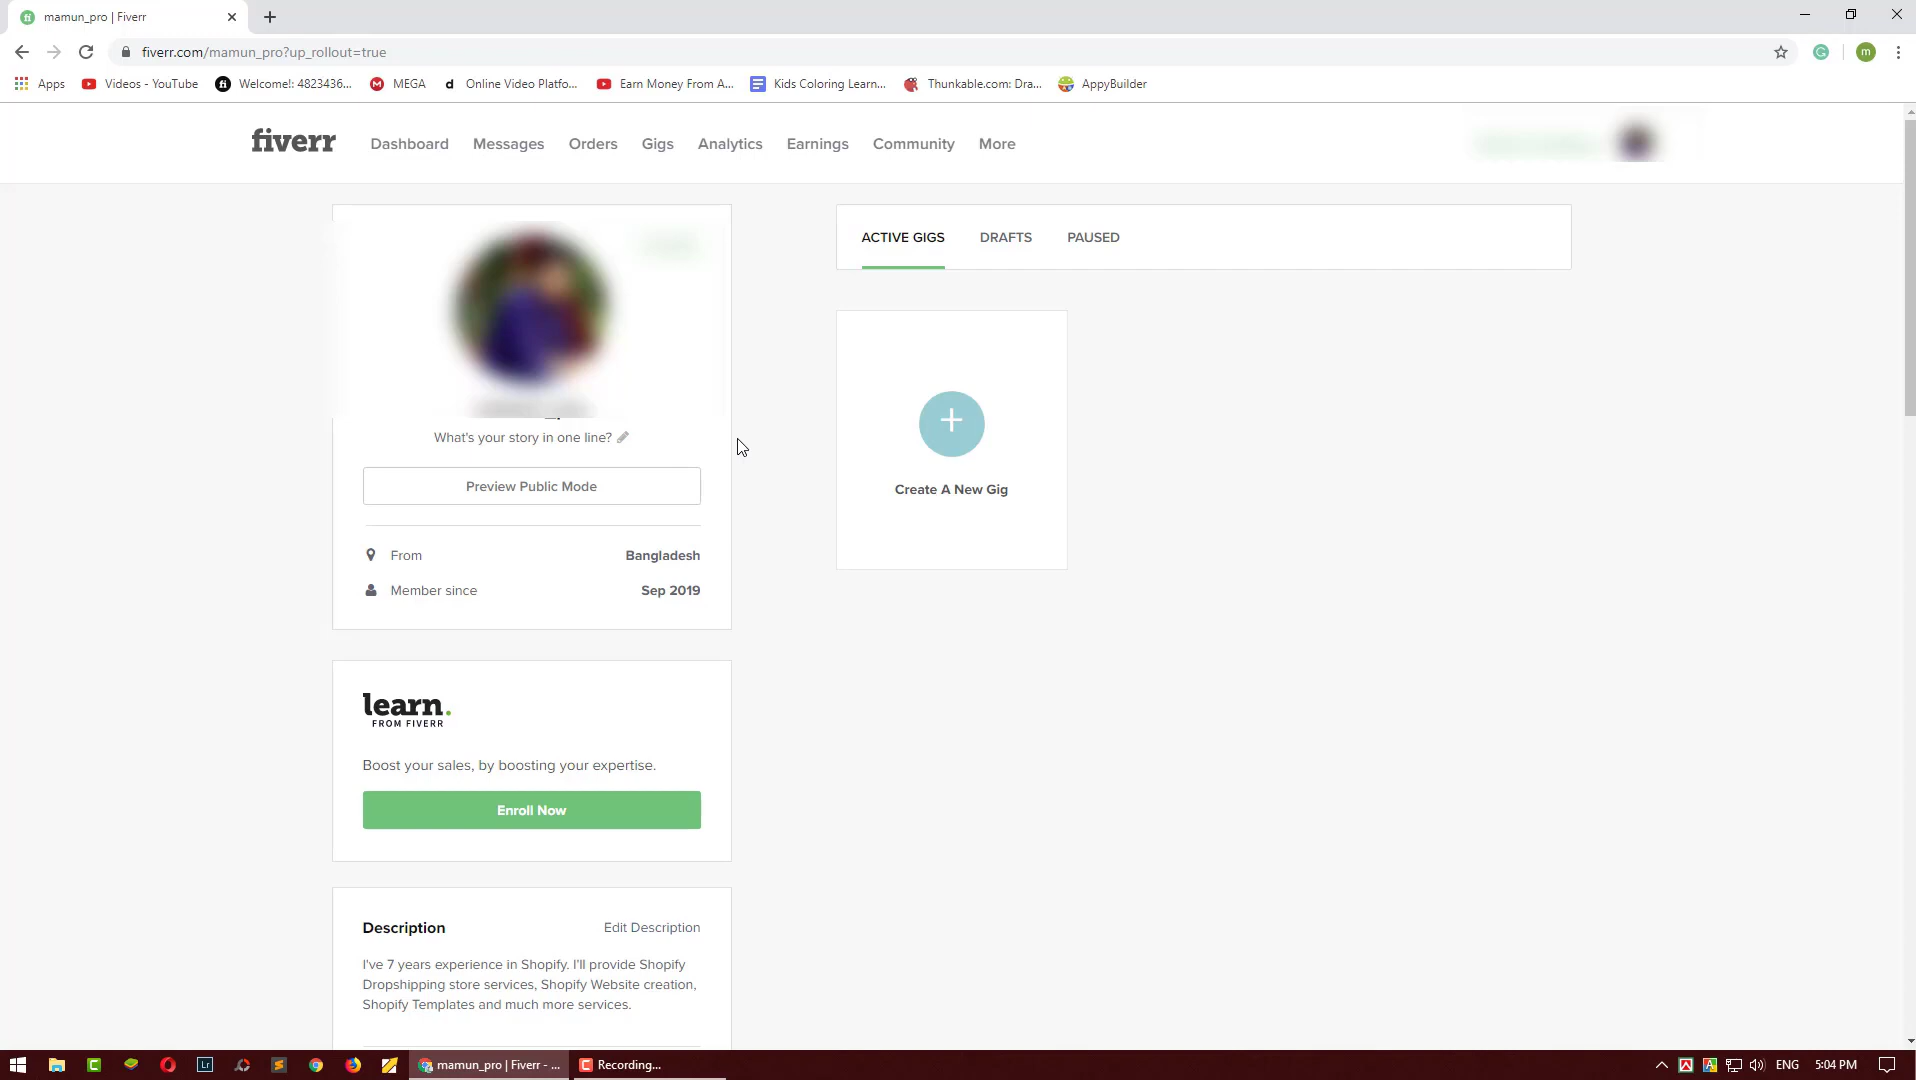 mamun_pro | Fiverr
fiverr.com/mamun_pro?up_rollout=true
m
Apps
Videos - YouTube
Welcome!: 4823436...
MEGA
Online Video Platfo...
Earn Money From A...
Kids Coloring Learn...
Thunkable.com: Dra...
AppyBuilder
fiverr
Dashboard
Messages
Orders
Gigs
Analytics
Earnings
Community
More
ACTIVE GIGS
DRAFTS
PAUSED
What's your story in one line?
Preview Public Mode
From
Bangladesh
Member since
Sep 2019
Create A New Gig
learn.
FROM FIVERR
Boost your sales, by boosting your expertise.
Enroll Now
Description
Edit Description
I've 7 years experience in Shopify. I'll provide Shopify
Dropshipping store services, Shopify Website creation,
Shopify Templates and much more services.
Lr
mamun_pro | Fiverr - ...
Recording...
ENG
5:04 PM